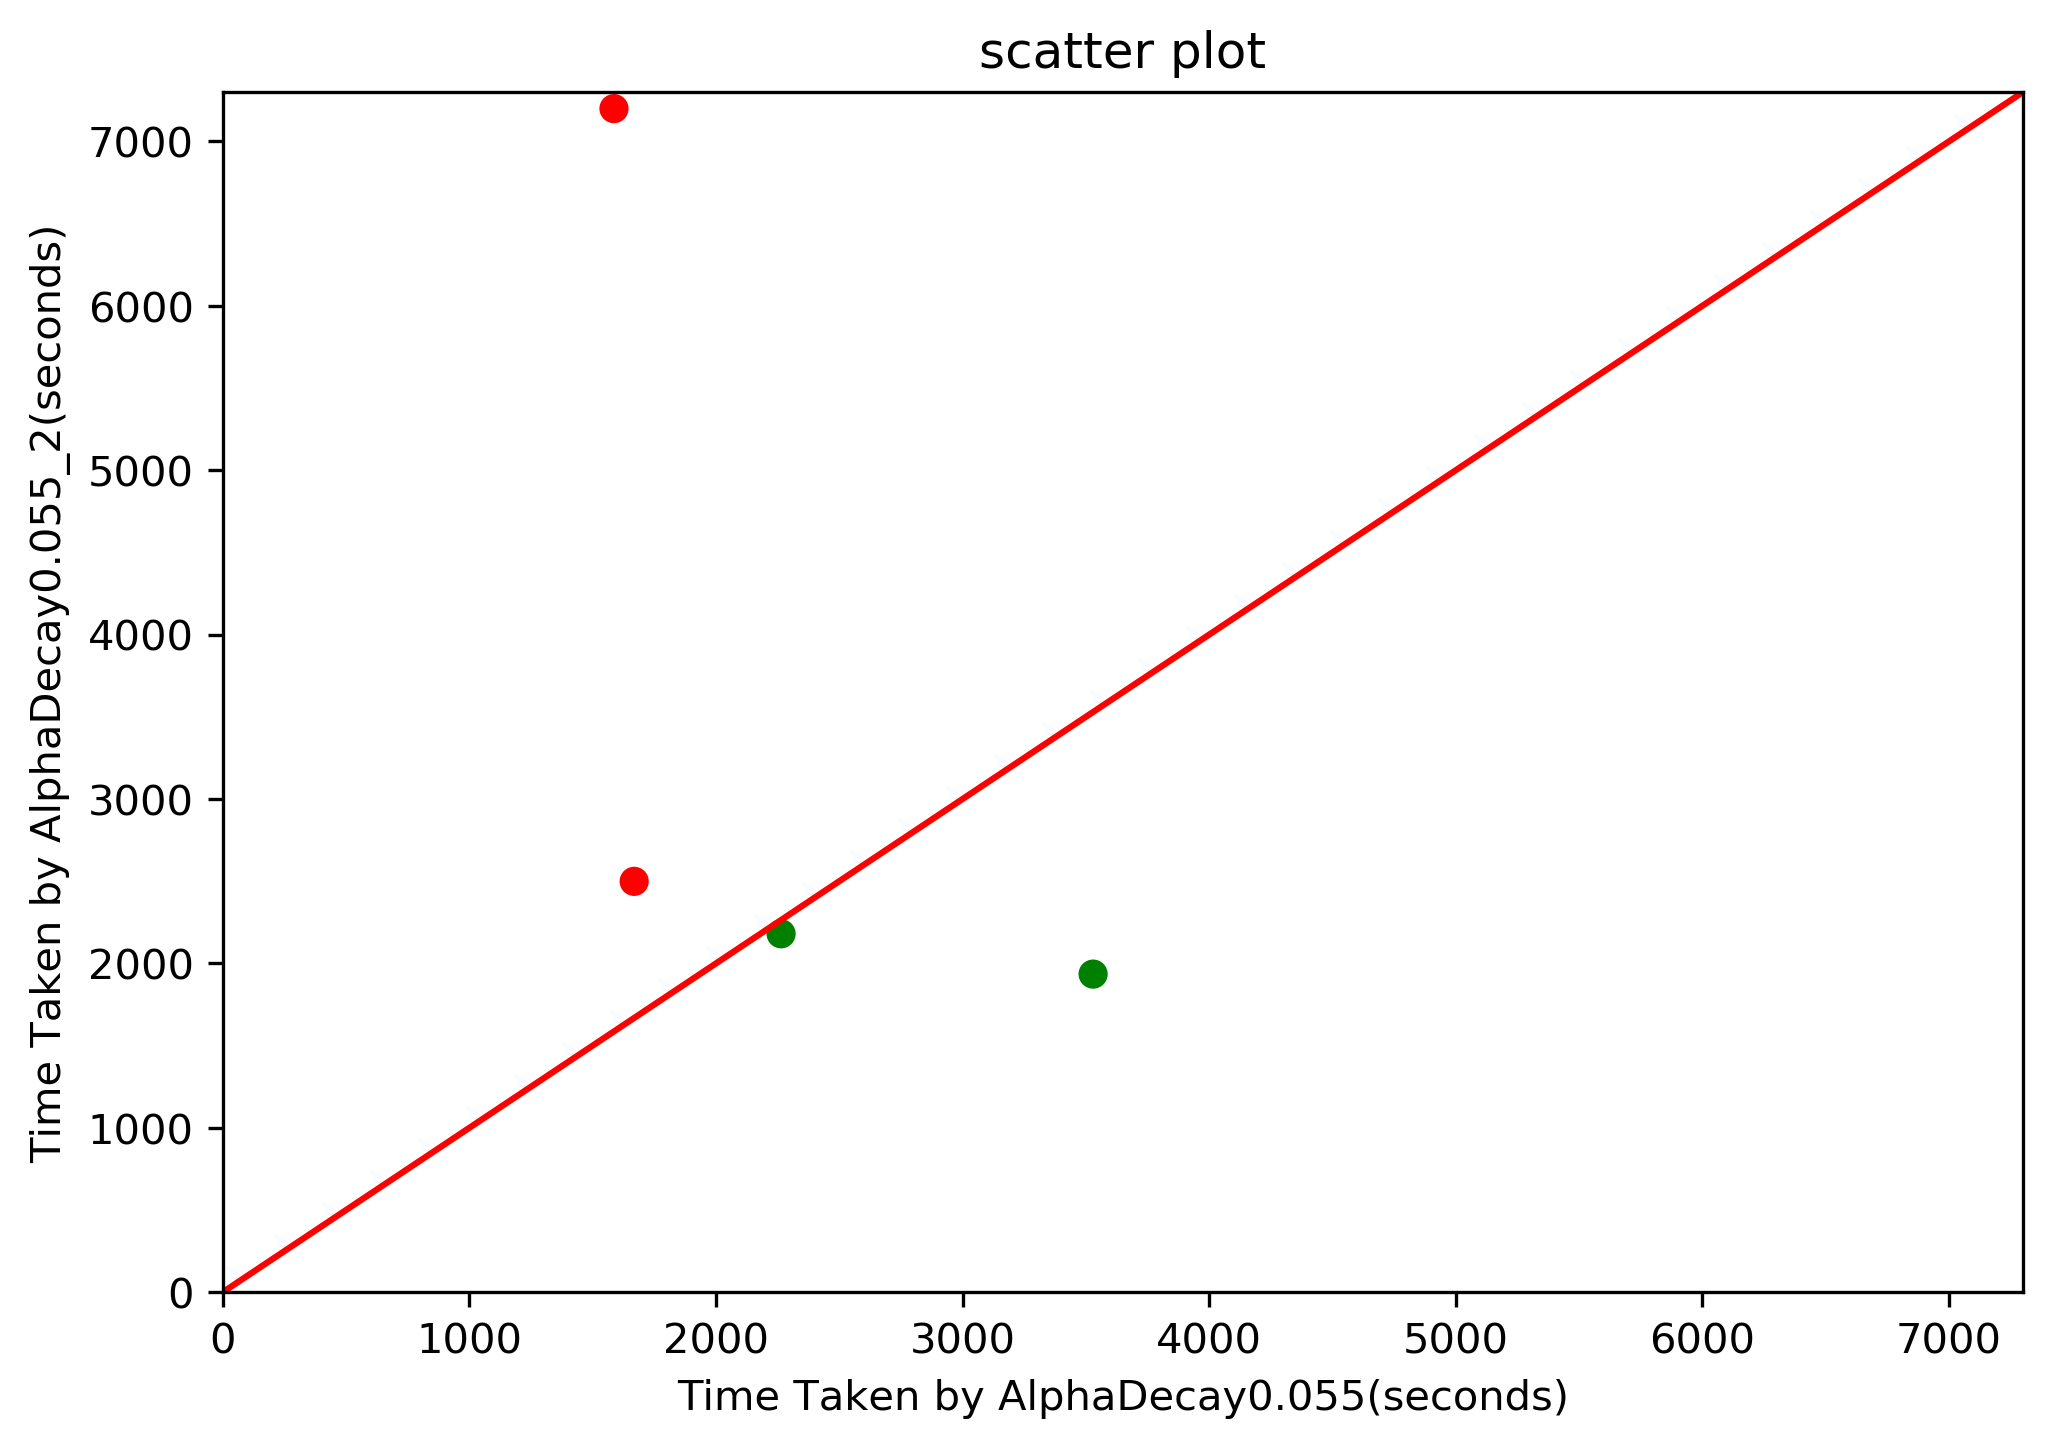 scatter plot
7000
6000
5000
4000
3000
2000
1000
0
Time Taken by AlphaDecay0.055_2(seconds)
0 1000 2000 3000 4000 5000 6000 7000
Time Taken by AlphaDecay0.055(seconds)